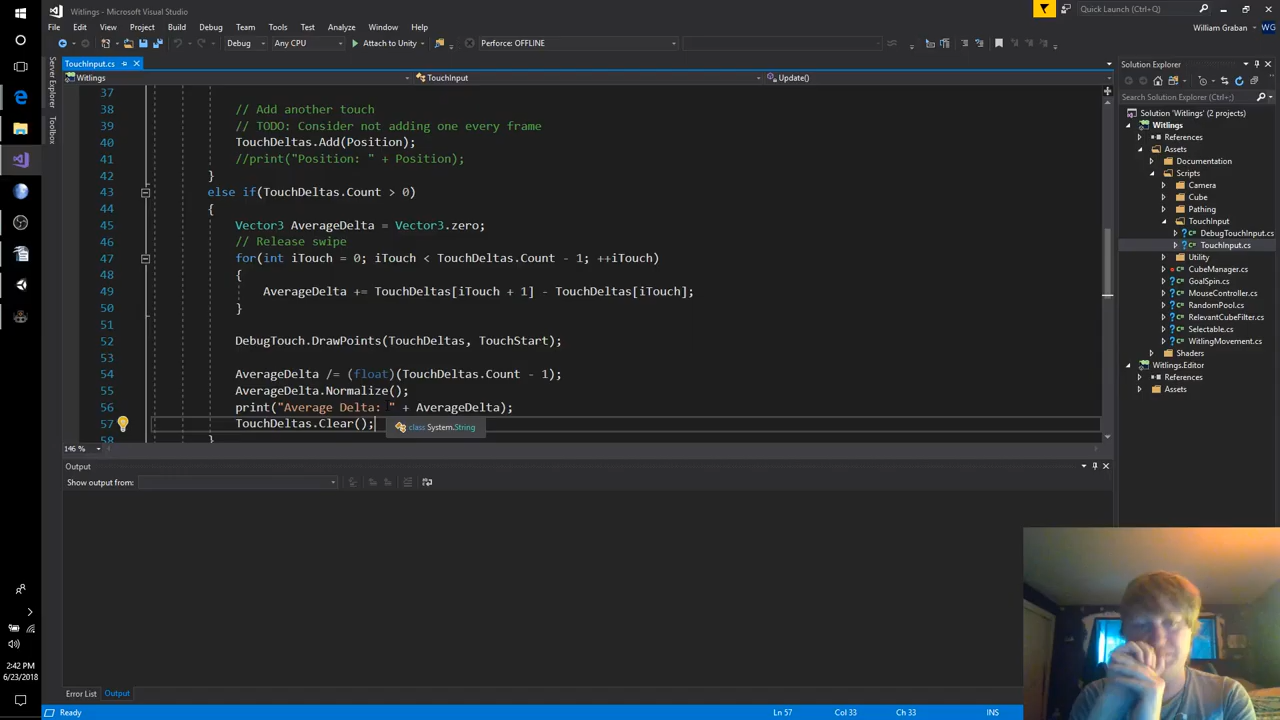 Witlings - Microsoft Visual Studio
Quick Launch (Ctrl+Q)
File Edit View Project Build Debug Team Tools Test Analyze Window Help
William Graban WG
Debug Any CPU Attach to Unity Perforce: OFFLINE
TouchInput.cs
Witlings TouchInput Update()
Server Explorer
Toolbox
37
38 // Add another touch
39 // TODO: Consider not adding one every frame
40 TouchDeltas.Add(Position);
41 //print("Position: " + Position);
42 }
43 else if(TouchDeltas.Count > 0)
44 {
45 Vector3 AverageDelta = Vector3.zero;
46 // Release swipe
47 for(int iTouch = 0; iTouch < TouchDeltas.Count - 1; ++iTouch)
48 {
49 AverageDelta += TouchDeltas[iTouch + 1] - TouchDeltas[iTouch];
50 }
51
52 DebugTouch.DrawPoints(TouchDeltas, TouchStart);
53
54 AverageDelta /= (float)(TouchDeltas.Count - 1);
55 AverageDelta.Normalize();
56 print("Average Delta: " + AverageDelta);
57 TouchDeltas.Clear();
class System.String
58 }
146 %
Output
Show output from:
Error List Output
Ready Ln 57 Col 33 Ch 33 INS
Solution Explorer
Search Solution Explorer (Ctrl+;)
Solution 'Witlings' (2 projects)
Witlings
References
Assets
Documentation
Scripts
Camera
Cube
Pathing
TouchInput
DebugTouchInput.cs
TouchInput.cs
Utility
CubeManager.cs
GoalSpin.cs
MouseController.cs
RandomPool.cs
RelevantCubeFilter.cs
Selectable.cs
WitlingMovement.cs
Shaders
Witlings.Editor
References
Assets
2:42 PM
6/23/2018